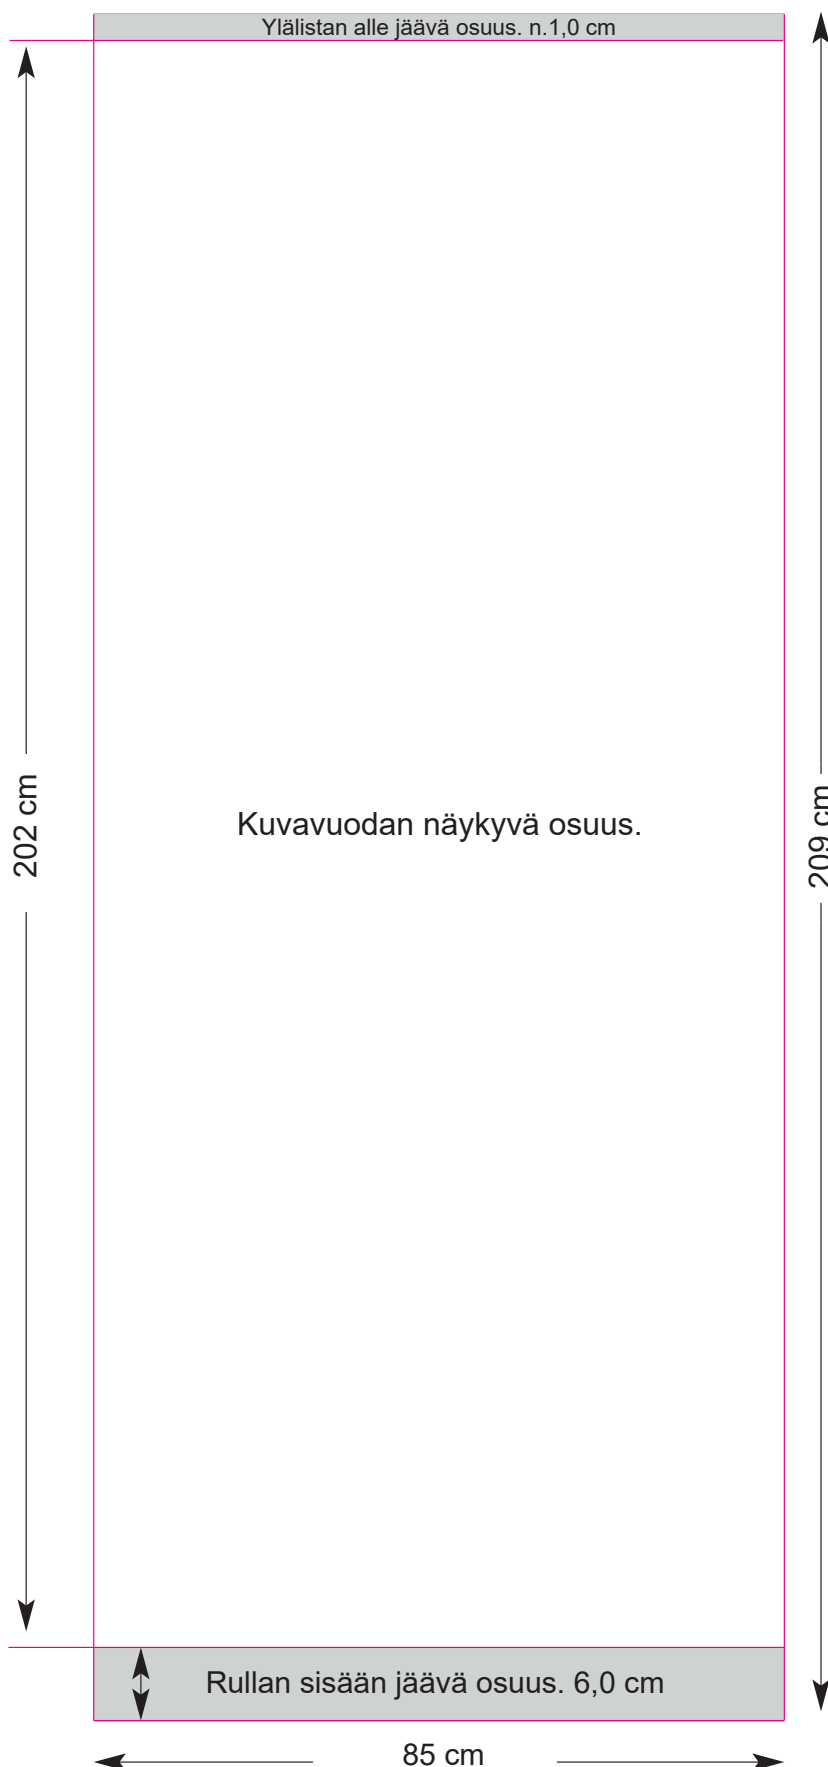 Ylälistan alle jäävä osuus. n.1,0 cm
202 cm
209 cm
Kuvavuodan näykyvä osuus.
Rullan sisään jäävä osuus. 6,0 cm
85 cm